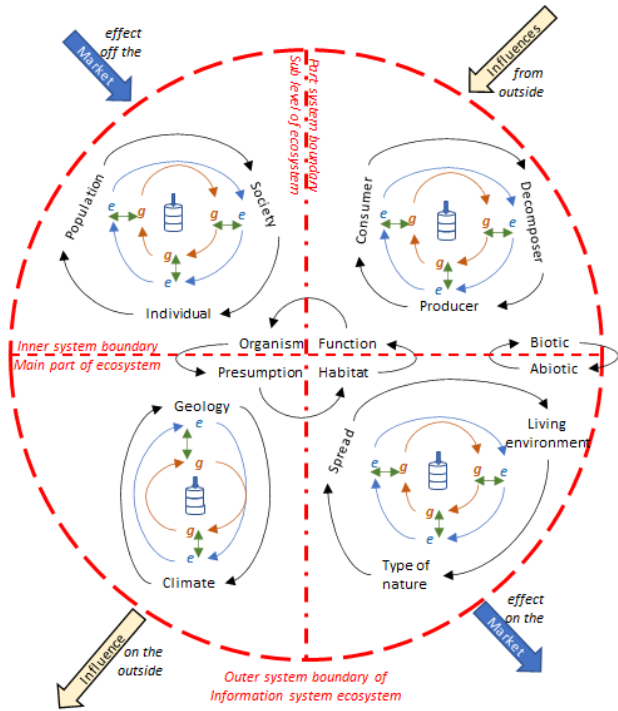 effect
off the
Market
Influences
from
outside
Sub level of ecosystem
Part system boundary
Population
Society
e
g
g
e
g
e
Individual
Consumer
Decomposer
e
g
g
e
g
e
Producer
Inner system boundary
Main part of ecosystem
Organism
Function
Presumption
Habitat
Biotic
Abiotic
Geology
e
g
g
e
Climate
Spread
Living
environment
e
g
g
e
g
e
Type of
nature
Influence
on the
outside
effect
on the
Market
Outer system boundary of
Information system ecosystem